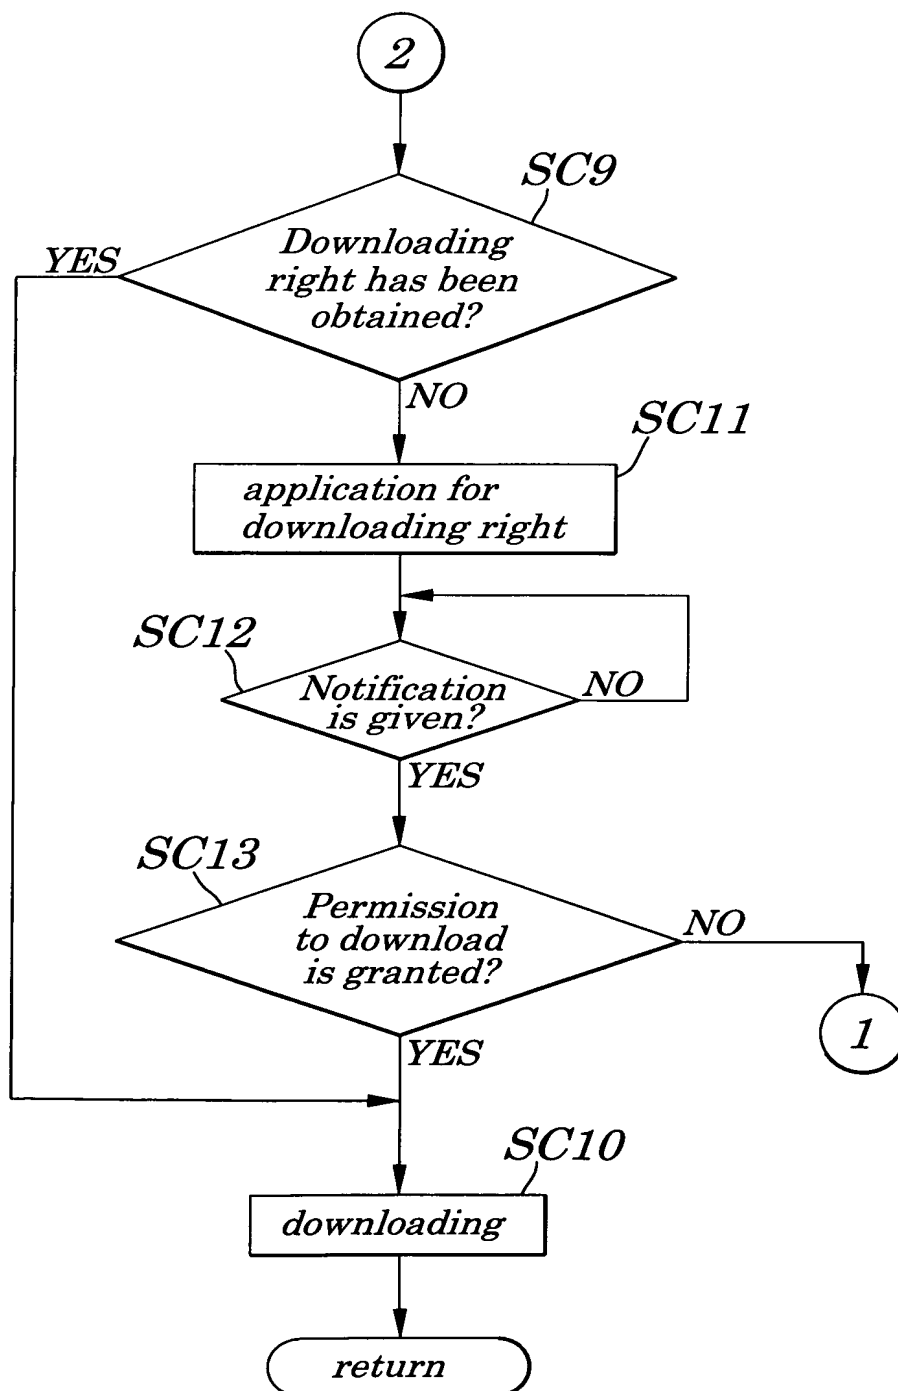 2
SC9
Downloading
right has been
obtained?
YES
NO
SC11
application for
downloading right
SC12
Notification
is given?
NO
YES
SC13
Permission
to download
is granted?
NO
1
YES
SC10
downloading
return